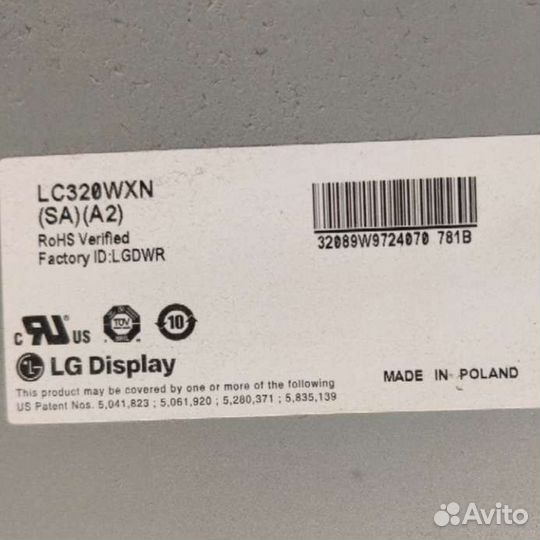 LC320WXN
(SA)(A2)
RoHS Verified
Factory ID:LGDWR
32089W9724070 781B
c RU US
TÜV
10
LG Display
MADE IN POLAND
This product may be covered by one or more of the following
US Patent Nos. 5,041,823 ; 5,061,920 ; 5,280,371 ; 5,835,139
Avito